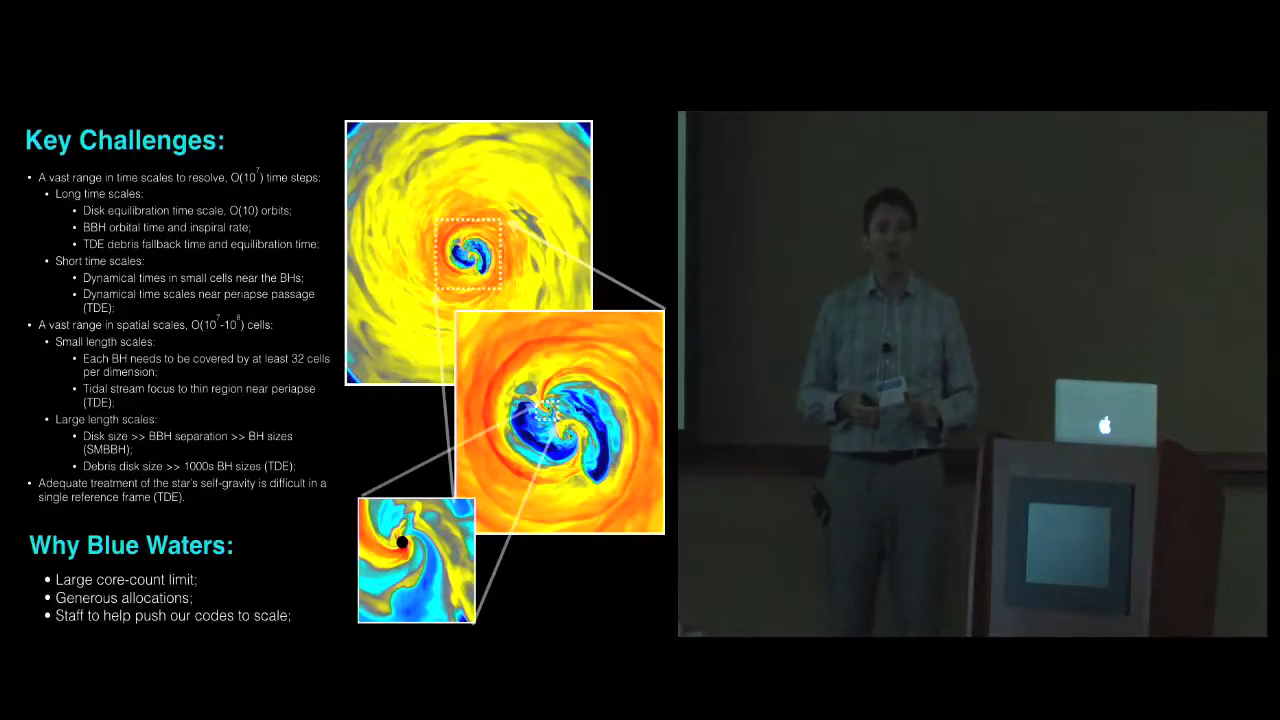 Key Challenges:
• A vast range in time scales to resolve, O(10⁷) time steps:
• Long time scales:
• Disk equilibration time scale, O(10) orbits;
• BBH orbital time and inspiral rate;
• TDE debris fallback time and equilibration time;
• Short time scales:
• Dynamical times in small cells near the BHs;
• Dynamical time scales near periapse passage
(TDE);
• A vast range in spatial scales, O(10⁷-10⁸) cells:
• Small length scales:
• Each BH needs to be covered by at least 32 cells
per dimension;
• Tidal stream focus to thin region near periapse
(TDE);
• Large length scales:
• Disk size >> BBH separation >> BH sizes
(SMBBH);
• Debris disk size >> 1000s BH sizes (TDE);
• Adequate treatment of the star's self-gravity is difficult in a
single reference frame (TDE).
Why Blue Waters:
• Large core-count limit;
• Generous allocations;
• Staff to help push our codes to scale;